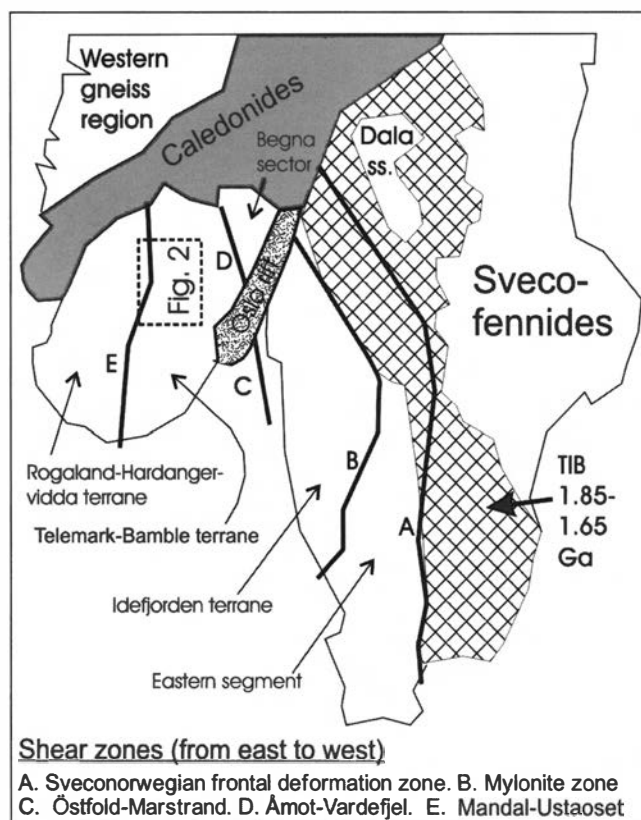 Western
gneiss
region
Caledonides
Begna
sector
Dala
ss.
Sveco-
fennides
D
Fig. 2
Oslo rift
E
C
B
A
TIB
1.85-
1.65
Ga
Rogaland-Hardanger-
vidda terrane
Telemark-Bamble terrane
Idefjorden terrane
Eastern segment
Shear zones (from east to west)
A. Sveconorwegian frontal deformation zone. B. Mylonite zone
C. Östfold-Marstrand. D. Åmot-Vardefjel. E. Mandal-Ustaoset